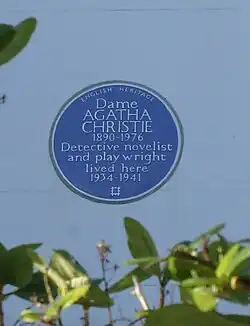 ENGLISH HERITAGE
Dame
AGATHA
CHRISTIE
1890-1976
Detective novelist
and playwright
lived here
1934-1941